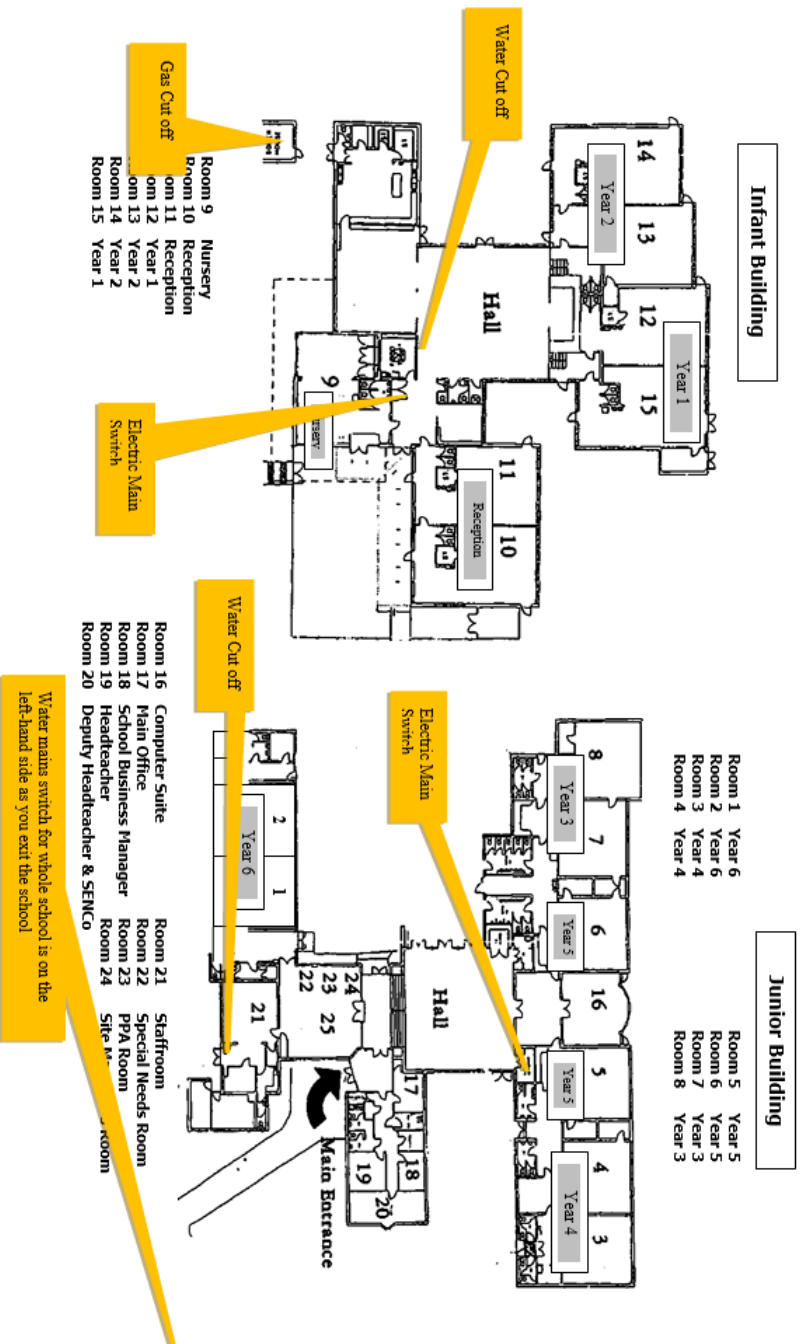 Infant Building
14
13
12
15
Year 2
Year 1
Hall
9
Nursery
11
10
Reception
Water Cut off
Gas Cut off
Electric Main
Switch
Room 9 Nursery
Room 10 Reception
Room 11 Reception
Room 12 Year 1
Room 13 Year 2
Room 14 Year 2
Room 15 Year 1
Junior Building
Room 1 Year 6
Room 2 Year 6
Room 3 Year 4
Room 4 Year 4
Room 5 Year 5
Room 6 Year 5
Room 7 Year 3
Room 8 Year 3
8
7
6
16
5
4
3
Year 3
Year 5
Year 5
Year 4
Electric Main
Switch
Hall
Water Cut off
2
1
Year 6
24
23
22
25
21
17
18
19
20
Main Entrance
Room 16 Computer Suite
Room 17 Main Office
Room 18 School Business Manager
Room 19 Headteacher
Room 20 Deputy Headteacher & SENCo
Room 21 Staffroom
Room 22 Special Needs Room
Room 23 PPA Room
Room 24 Site Room
Water mains switch for whole school is on the
left-hand side as you exit the school